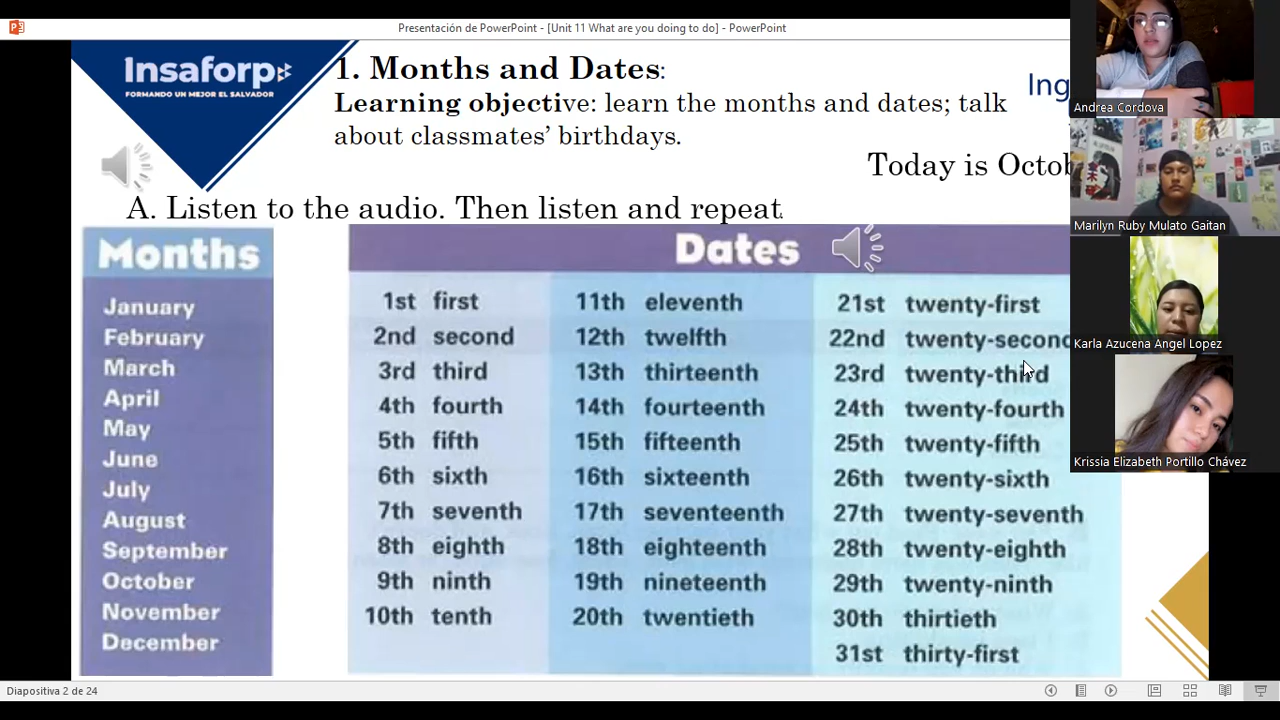 Presentación de PowerPoint - [Unit 11 What are you doing to do] - PowerPoint
Insaforp
FORMANDO UN MEJOR EL SALVADOR
1. Months and Dates:
Learning objective: learn the months and dates; talk
about classmates’ birthdays.
Ing
Today is Octob
A. Listen to the audio. Then listen and repeat.
Months
January
February
March
April
May
June
July
August
September
October
November
December
Dates
1st first
2nd second
3rd third
4th fourth
5th fifth
6th sixth
7th seventh
8th eighth
9th ninth
10th tenth
11th eleventh
12th twelfth
13th thirteenth
14th fourteenth
15th fifteenth
16th sixteenth
17th seventeenth
18th eighteenth
19th nineteenth
20th twentieth
21st twenty-first
22nd twenty-second
23rd twenty-third
24th twenty-fourth
25th twenty-fifth
26th twenty-sixth
27th twenty-seventh
28th twenty-eighth
29th twenty-ninth
30th thirtieth
31st thirty-first
Andrea Cordova
Marilyn Ruby Mulato Gaitan
Karla Azucena Angel Lopez
Krissia Elizabeth Portillo Chávez
Diapositiva 2 de 24